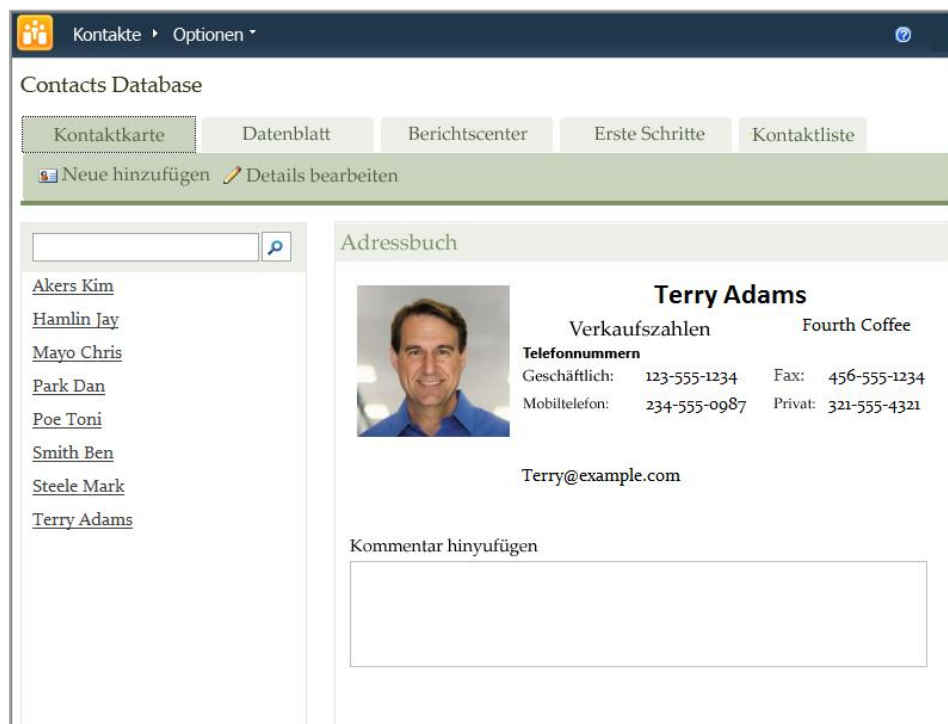 Kontakte Optionen
Contacts Database
Kontaktkarte Datenblatt Berichtscenter Erste Schritte Kontaktliste
Neue hinzufügen Details bearbeiten
Adressbuch
Akers Kim
Hamlin Jay
Mayo Chris
Park Dan
Poe Toni
Smith Ben
Steele Mark
Terry Adams
Terry Adams
Verkaufszahlen Fourth Coffee
Telefonnummern
Geschäftlich: 123-555-1234 Fax: 456-555-1234
Mobiltelefon: 234-555-0987 Privat: 321-555-4321
Terry@example.com
Kommentar hinyufügen